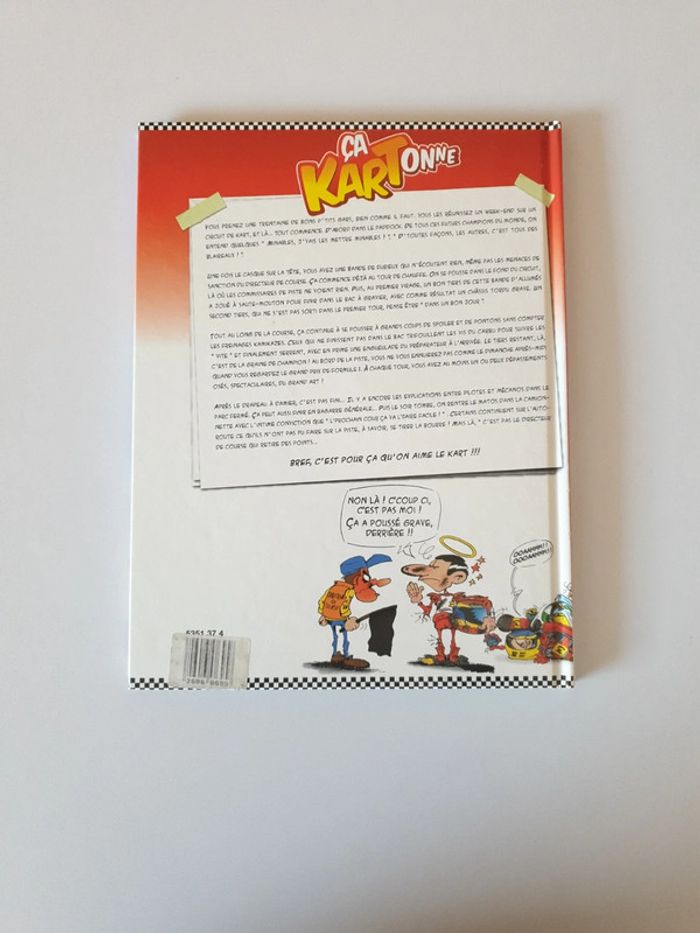 ÇA
KARTONNE
VOUS PRENEZ UNE TRENTAINE DE BONS P'TITS GARS, BIEN COMME IL FAUT. VOUS LES RÉUNISSEZ UN WEEK-END SUR UN
CIRCUIT DE KART, ET LÀ... TOUT COMMENCE. D'ABORD DANS LE PADDOCK. DE TOUS CES FUTURS CHAMPIONS DU MONDE, ON
ENTEND QUELQUES " MINABLES, J'VAIS LES METTRE MINABLES ! ", " D'TOUTES FAÇONS, LES AUTRES, C'EST TOUS DES
BLAIREAUX ! ".
UNE FOIS LE CASQUE SUR LA TÊTE, VOUS AVEZ UNE BANDE DE FURIEUX QUI N'ÉCOUTENT RIEN, MÊME PAS LES MENACES DE
SANCTION DU DIRECTEUR DE COURSE. ÇA COMMENCE DÉJÀ AU TOUR DE CHAUFFE. ON SE POUSSE DANS LE FOND DU CIRCUIT,
LÀ OÙ LES COMMISSAIRES DE PISTE NE VOIENT RIEN. PUIS, AU PREMIER VIRAGE, UN BON TIERS DE CETTE BANDE D'ALLUMÉS
A JOUÉ À SAUTE-MOUTON POUR FINIR DANS LE BAC À GRAVIER, AVEC COMME RÉSULTAT UN CHÂSSIS TORDU GRAVE. UN
SECOND TIERS, QUI NE S'EST PAS SORTI DANS LE PREMIER TOUR, PENSE ÊTRE " DANS UN BON JOUR ".
TOUT AU LONG DE LA COURSE, ÇA CONTINUE À SE POUSSER À GRANDS COUPS DE SPOILER ET DE PONTONS SANS COMPTER
LES FREINAGES KAMIKAZES. CEUX QUI NE FINISSENT PAS DANS LE BAC TRIFOUILLENT LES VIS DU CARBU POUR SUIVRE LES
" VITE " ET FINALEMENT SERRENT, AVEC EN PRIME UNE ENGUEULADE DU PRÉPARATEUR À L'ARRIVÉE. LE TIERS RESTANT, LÀ,
C'EST DE LA GRAINE DE CHAMPION ! AU BORD DE LA PISTE, VOUS NE VOUS ENNUIEREZ PAS COMME LE DIMANCHE APRÈS-MIDI
QUAND VOUS REGARDEZ LE GRAND PRIX DE FORMULE 1. À CHAQUE TOUR, VOUS AVEZ AU MOINS UN OU DEUX DÉPASSEMENTS
OSÉS, SPECTACULAIRES, DU GRAND ART !
APRÈS LE DRAPEAU À DAMIER, C'EST PAS FINI... IL Y A ENCORE LES EXPLICATIONS ENTRE PILOTES ET MÉCANOS DANS LE
PARC FERMÉ. ÇA PEUT AUSSI FINIR EN BAGARRE GÉNÉRALE... PUIS LE SOIR TOMBE, ON RENTRE LE MATOS DANS LA CAMION-
NETTE AVEC L'INTIME CONVICTION QUE " L'PROCHAIN COUP ÇA VA L'FAIRE FACILE ! ". CERTAINS CONTINUENT SUR L'AUTO-
ROUTE CE QU'ILS N'ONT PAS PU FAIRE SUR LA PISTE, À SAVOIR, SE TIRER LA BOURRE ! MAIS LÀ, " C'EST PAS LE DIRECTEUR
DE COURSE QUI RETIRE DES POINTS...
BREF, C'EST POUR ÇA QU'ON AIME LE KART !!!
NON LÀ ! C'COUP CI,
C'EST PAS MOI !
ÇA A POUSSÉ GRAVE,
DERRIÈRE !!
OOAAHHH!!
OOOAAHHH!!
5351 37 4